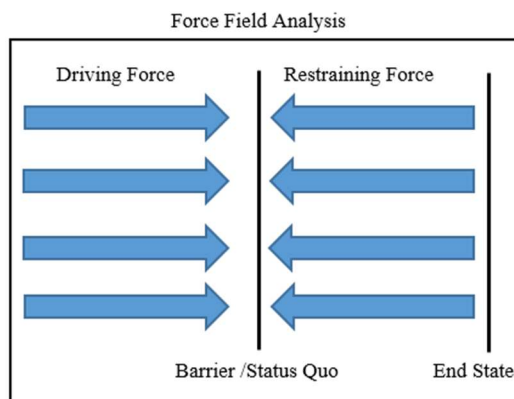 Force Field Analysis
Driving Force
Restraining Force
Barrier /Status Quo
End State